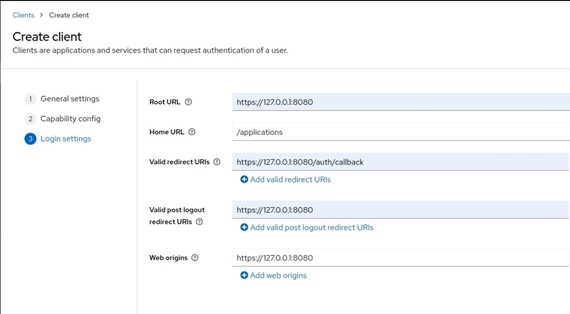 Clients > Create client
Create client
Clients are applications and services that can request authentication of a user.
1 General settings
2 Capability config
3 Login settings
Root URL https://127.0.0.1:8080
Home URL /applications
Valid redirect URIs https://127.0.0.1:8080/auth/callback
Add valid redirect URIs
Valid post logout redirect URIs https://127.0.0.1:8080
Add valid post logout redirect URIs
Web origins https://127.0.0.1:8080
Add web origins